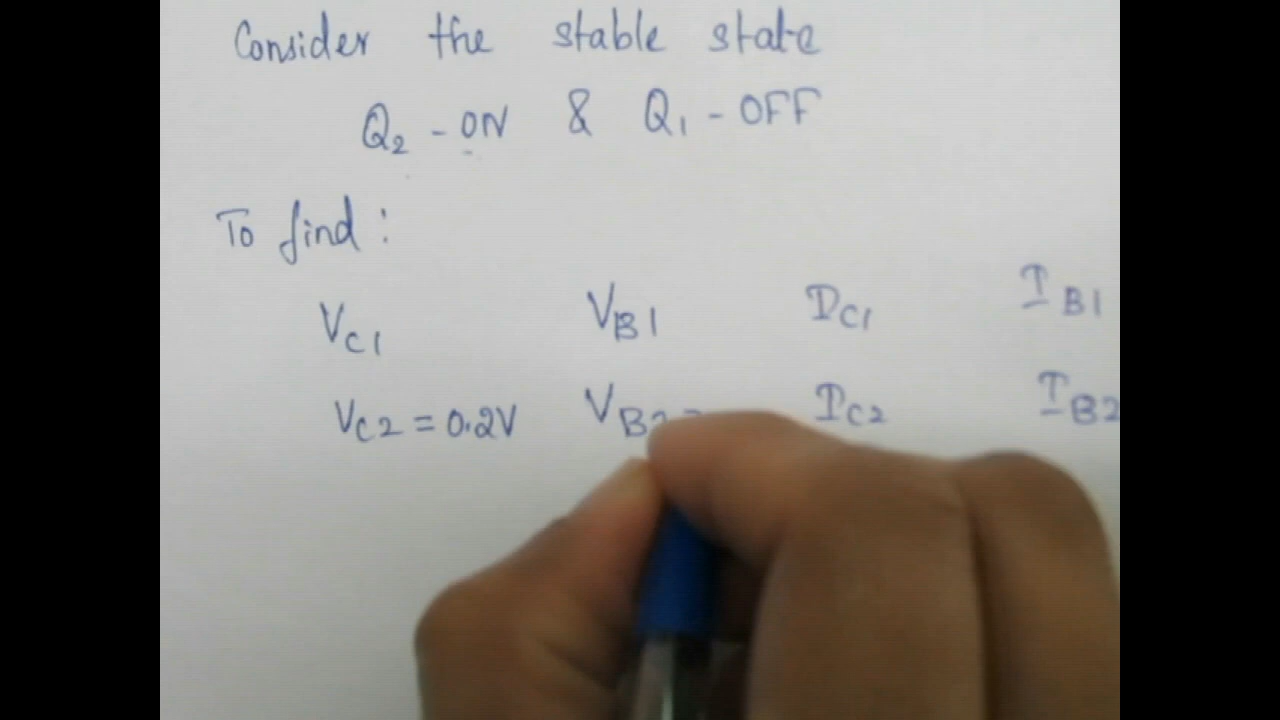 Consider the stable state
Q2 - ON & Q1 - OFF
To find :
VC1 VB1 IC1 IB1
VC2 = 0.2V VB2 = IC2 IB2